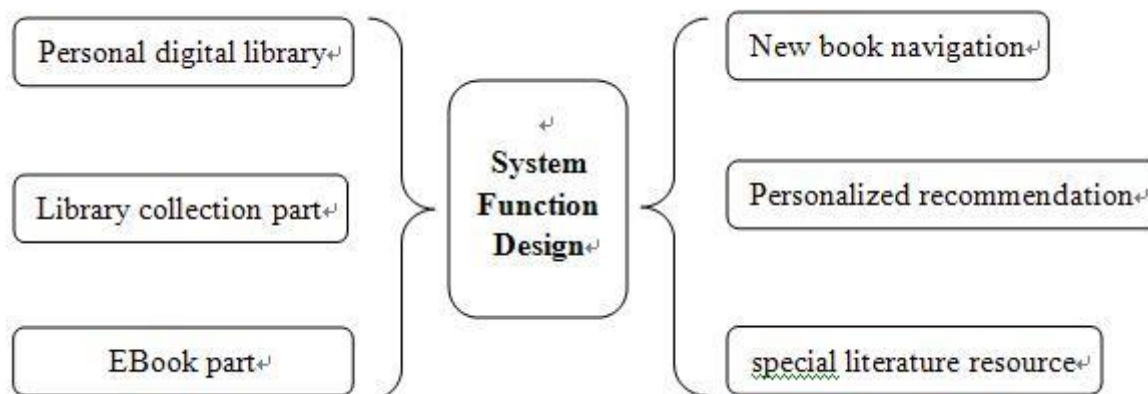 Personal digital library
Library collection part
EBook part
System
Function
Design
New book navigation
Personalized recommendation
special literature resource